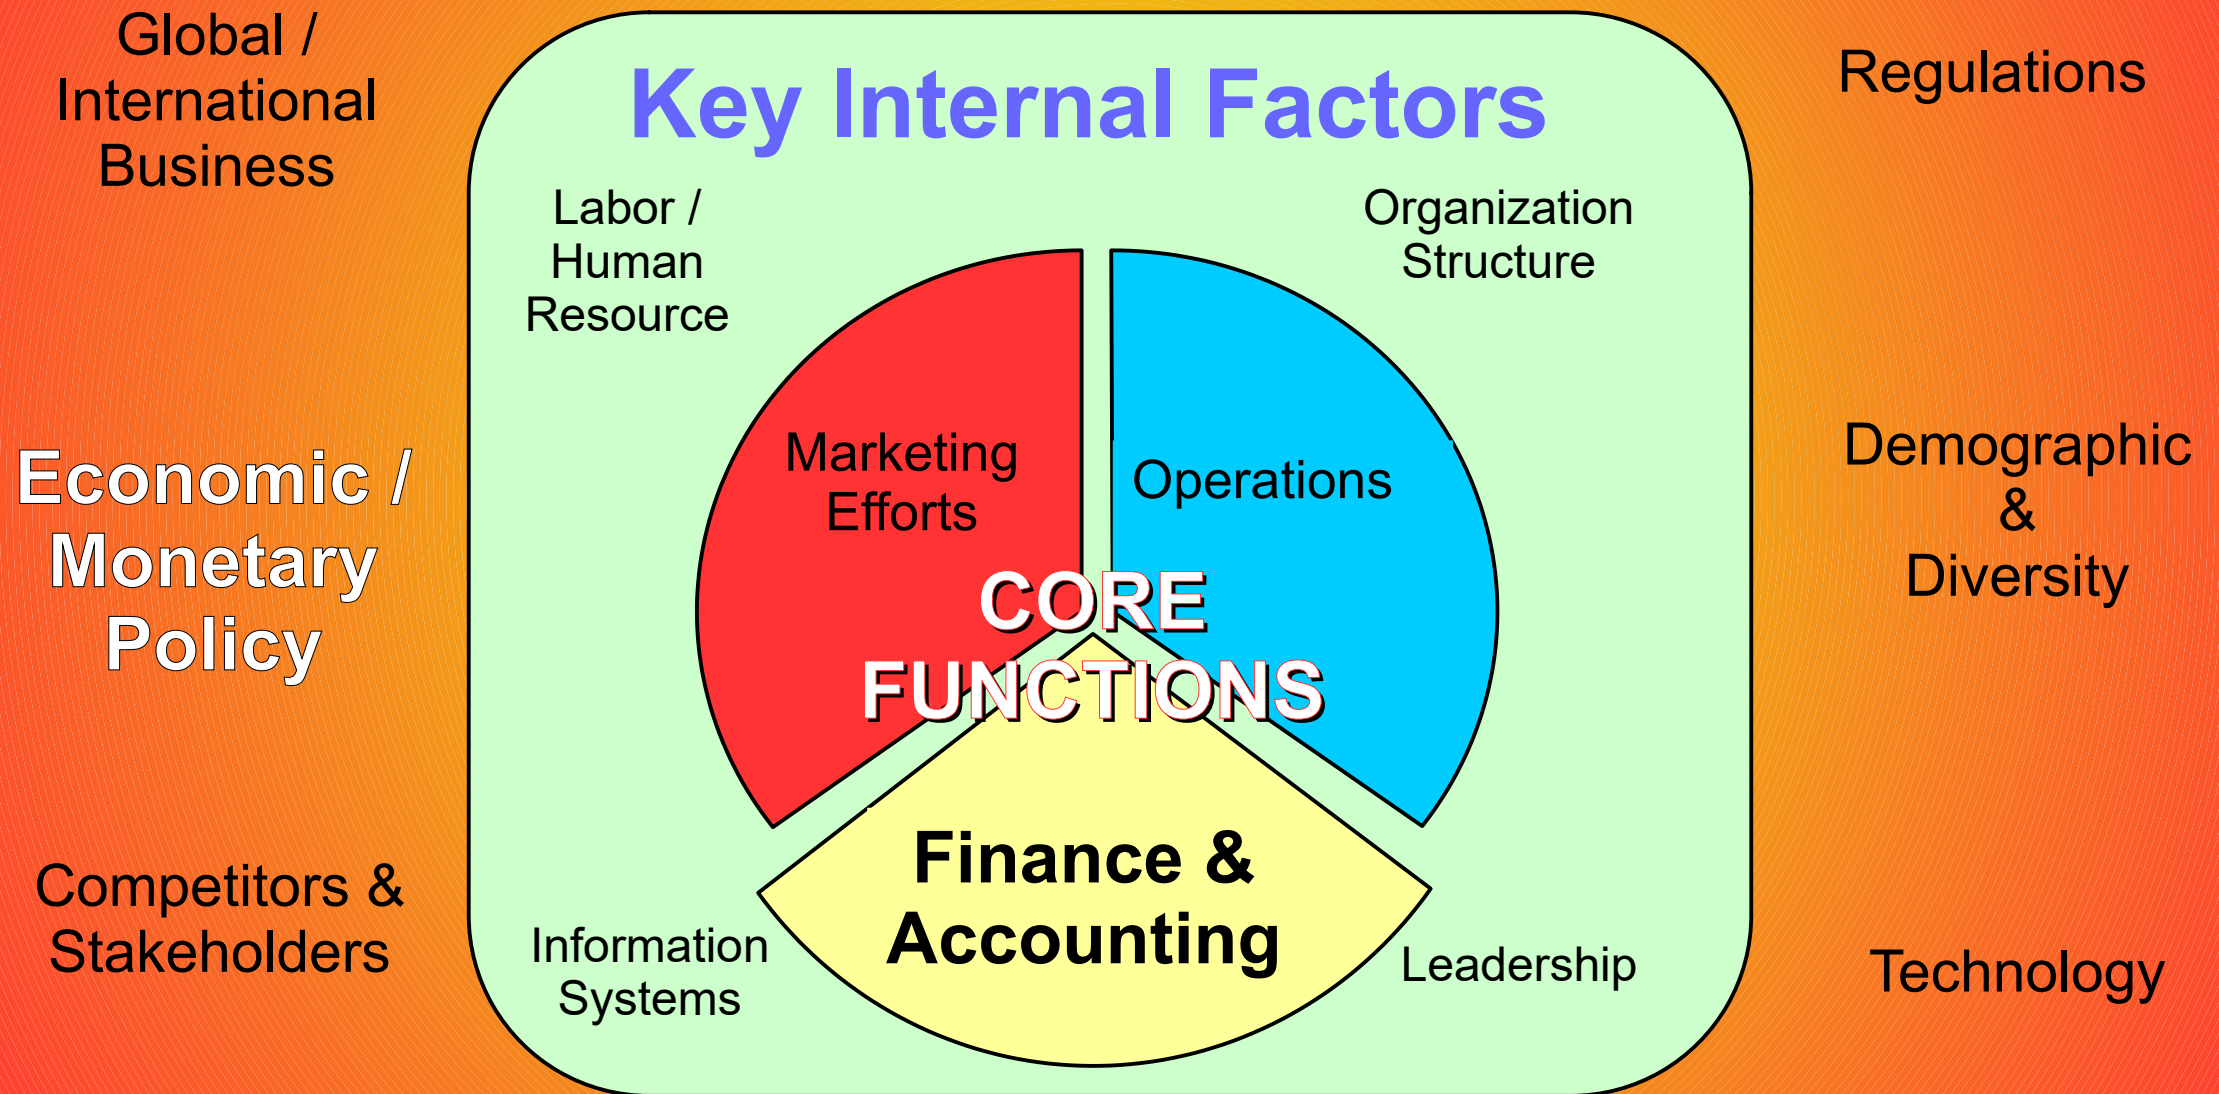 Global /
International
Business
Economic /
Monetary
Policy
Competitors &
Stakeholders
Key Internal Factors
Labor /
Human
Resource
Organization
Structure
Marketing
Efforts
Operations
CORE
FUNCTIONS
Finance &
Accounting
Information
Systems
Leadership
Regulations
Demographic
&
Diversity
Technology